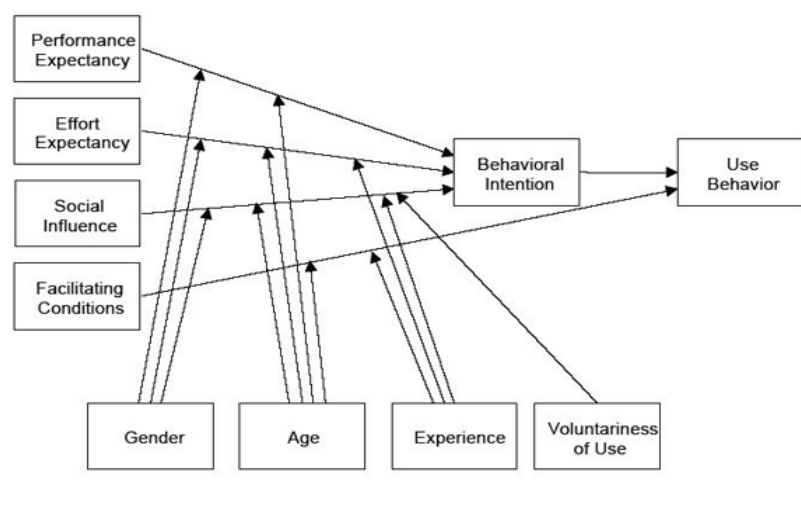 Performance
Expectancy
Effort
Expectancy
Social
Influence
Facilitating
Conditions
Behavioral
Intention
Use
Behavior
Gender
Age
Experience
Voluntariness
of Use